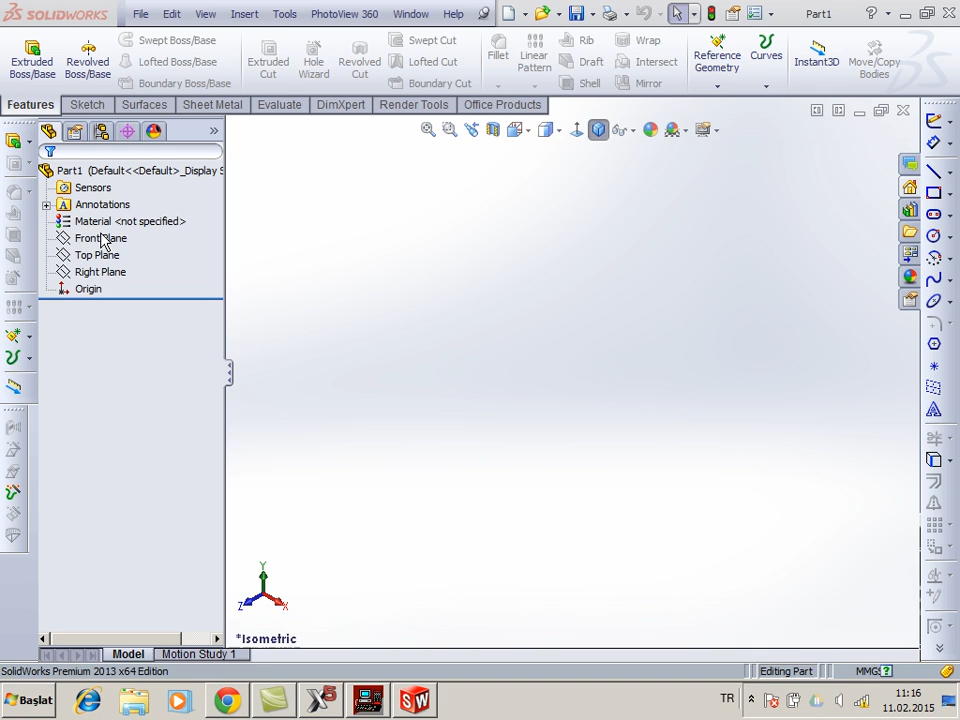 SOLIDWORKS File Edit View Insert Tools PhotoView 360 Window Help Part1
Extruded Boss/Base
Revolved Boss/Base
Swept Boss/Base
Lofted Boss/Base
Boundary Boss/Base
Extruded Cut
Hole Wizard
Revolved Cut
Swept Cut
Lofted Cut
Boundary Cut
Fillet
Linear Pattern
Rib
Draft
Shell
Wrap
Intersect
Mirror
Reference Geometry
Curves
Instant3D
Move/Copy Bodies
Features Sketch Surfaces Sheet Metal Evaluate DimXpert Render Tools Office Products
Part1 (Default<<Default>_Display S
Sensors
Annotations
Material <not specified>
Front Plane
Top Plane
Right Plane
Origin
Y
Z X
*Isometric
Model Motion Study 1
SolidWorks Premium 2013 x64 Edition Editing Part MMGS
Başlat TR 11:16
11.02.2015